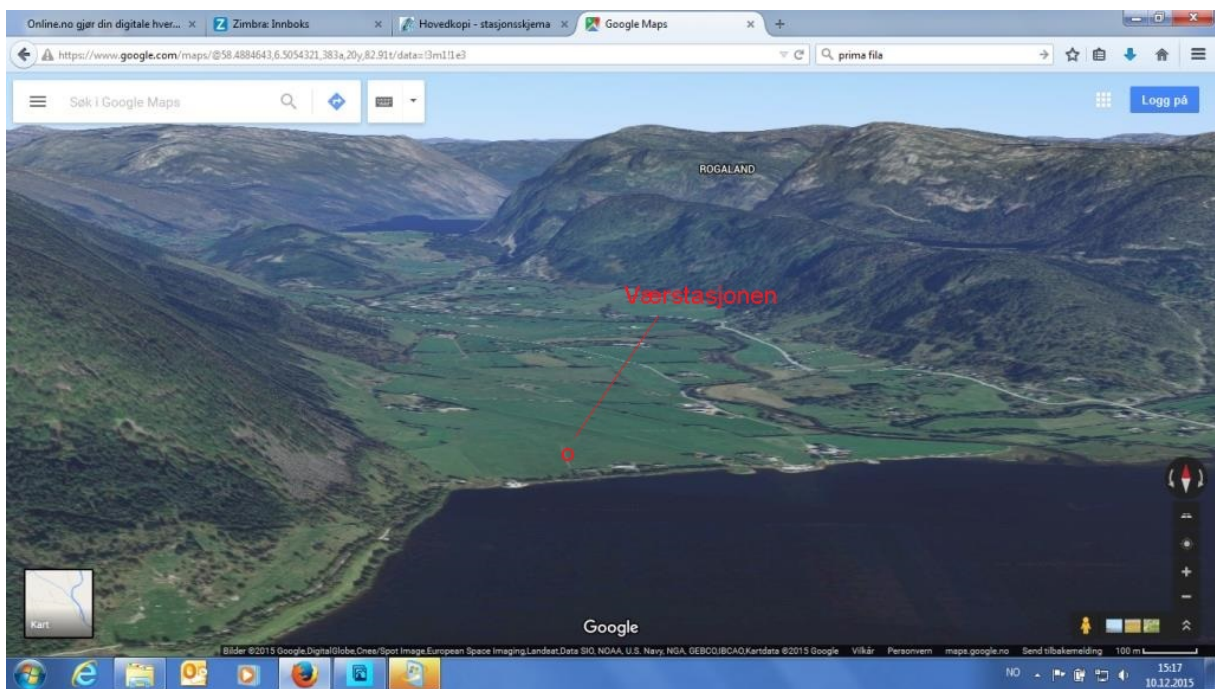 Online.no gjør din digitale hver...
Zimbra: Innboks
Hovedkopi - stasjonsskjema
Google Maps
https://www.google.com/maps/@58.4884643,6.5054321,383a,20y,82.91t/data=!3m1!1e3
prima fila
Søk i Google Maps
Logg på
ROGALAND
Værstasjonen
Kart
Google
Bilder ©2015 Google,DigitalGlobe,Cnes/Spot Image,European Space Imaging,Landsat,Data SIO, NOAA, U.S. Navy, NGA, GEBCO,IBCAO,Kartdata ©2015 Google Vilkår Personvern maps.google.no Send tilbakemelding 100 m
NO
15:17
10.12.2015